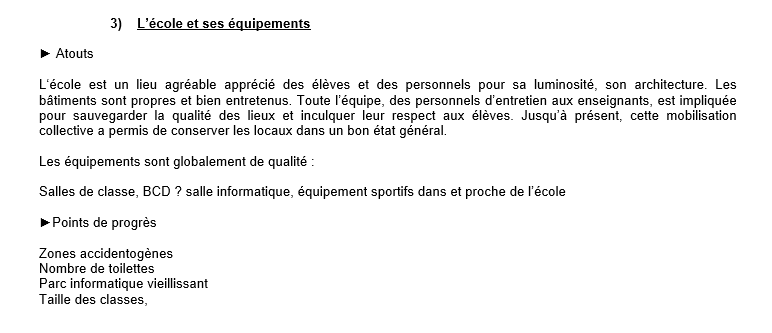 3) L’école et ses équipements
► Atouts
L‘école est un lieu agréable apprécié des élèves et des personnels pour sa luminosité, son architecture. Les
bâtiments sont propres et bien entretenus. Toute l’équipe, des personnels d’entretien aux enseignants, est impliquée
pour sauvegarder la qualité des lieux et inculquer leur respect aux élèves. Jusqu’à présent, cette mobilisation
collective a permis de conserver les locaux dans un bon état général.
Les équipements sont globalement de qualité :
Salles de classe, BCD ? salle informatique, équipement sportifs dans et proche de l’école
►Points de progrès
Zones accidentogènes
Nombre de toilettes
Parc informatique vieillissant
Taille des classes,